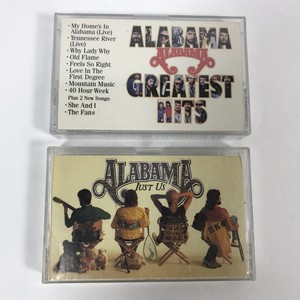 • My Home's In
Alabama (Live)
• Tennessee River
(Live)
• Why Lady Why
• Old Flame
• Feels So Right
• Love In The
First Degree
• Mountain Music
• 40 Hour Week
Plus 2 New Songs
• She And I
• The Fans
ALABAMA
ALABAMA
GREATEST
HITS
ALABAMA
JUST US